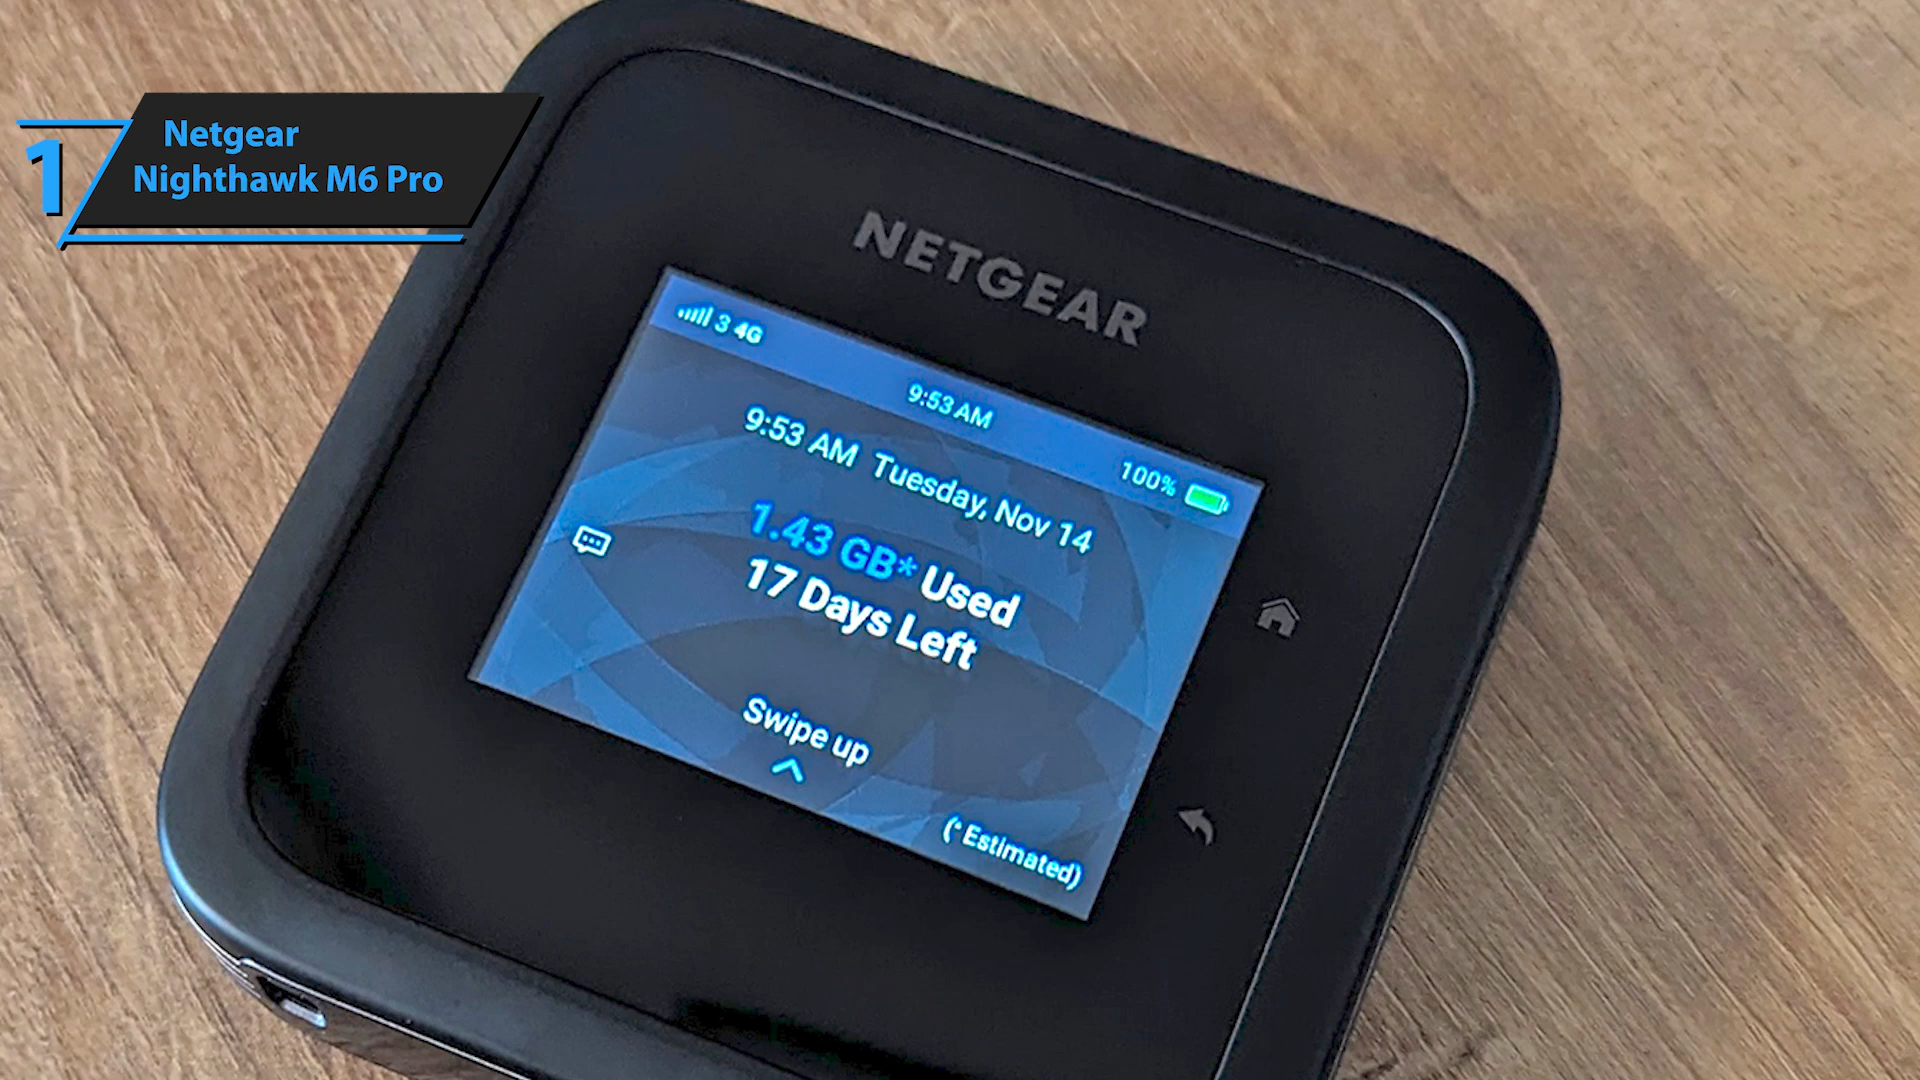 1
Netgear
Nighthawk M6 Pro
NETGEAR
3 4G
9:53 AM
100%
9:53 AM Tuesday, Nov 14
1.43 GB* Used
17 Days Left
Swipe up
(* Estimated)